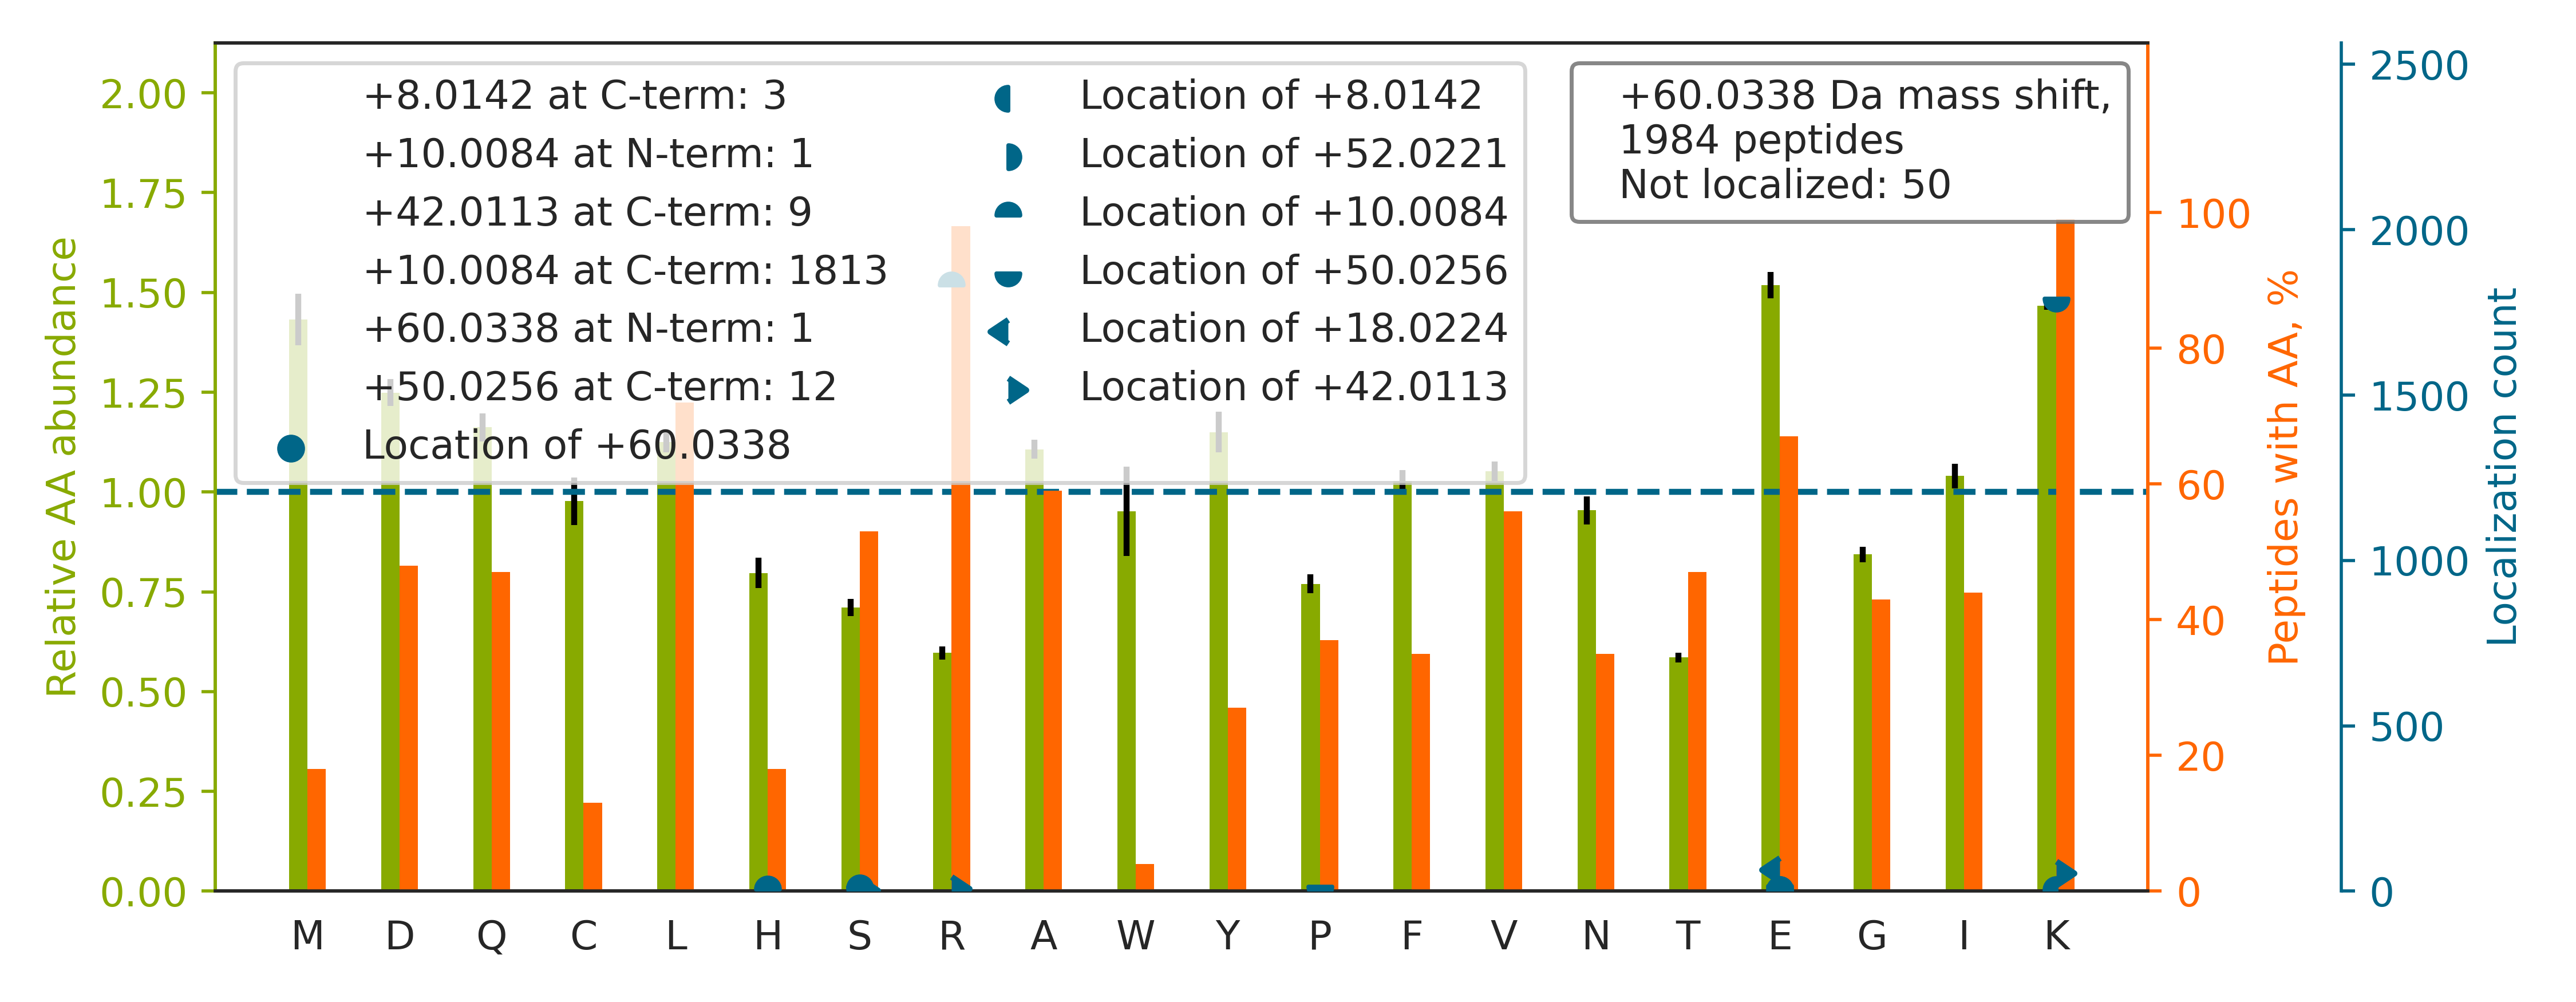 +8.0142 at C-term: 3
+10.0084 at N-term: 1
+42.0113 at C-term: 9
+10.0084 at C-term: 1813
+60.0338 at N-term: 1
+50.0256 at C-term: 12
Location of +60.0338
Location of +8.0142
Location of +52.0221
Location of +10.0084
Location of +50.0256
Location of +18.0224
Location of +42.0113
+60.0338 Da mass shift,
1984 peptides
Not localized: 50
Relative AA abundance
2.00
1.75
1.50
1.25
1.00
0.75
0.50
0.25
0.00
M D Q C L H S R A W Y P F V N T E G I K
100
80
60
40
20
0
Peptides with AA, %
2500
2000
1500
1000
500
0
Localization count